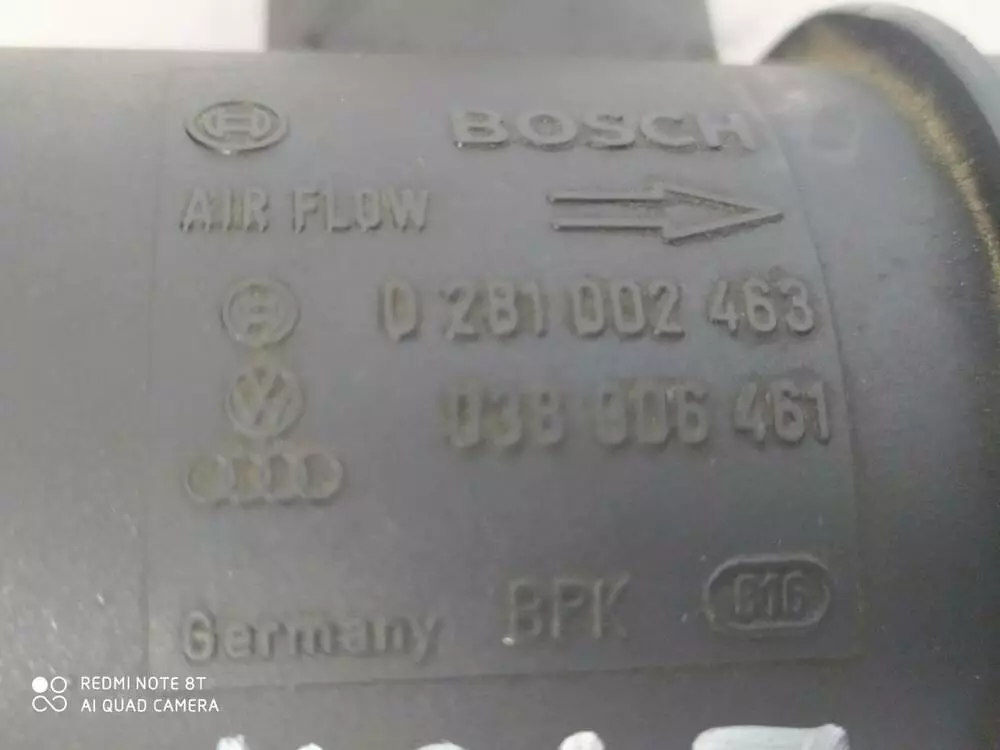 BOSCH
AIR FLOW
0 281 002 463
038 906 461
Germany BPK 616
REDMI NOTE 8T
AI QUAD CAMERA